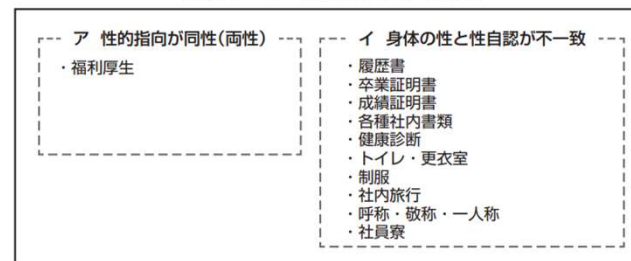 ア 性的指向が同性(両性)
・福利厚生
イ 身体の性と性自認が不一致
・履歴書
・卒業証明書
・成績証明書
・各種社内書類
・健康診断
・トイレ・更衣室
・制服
・社内旅行
・呼称・敬称・一人称
・社員寮